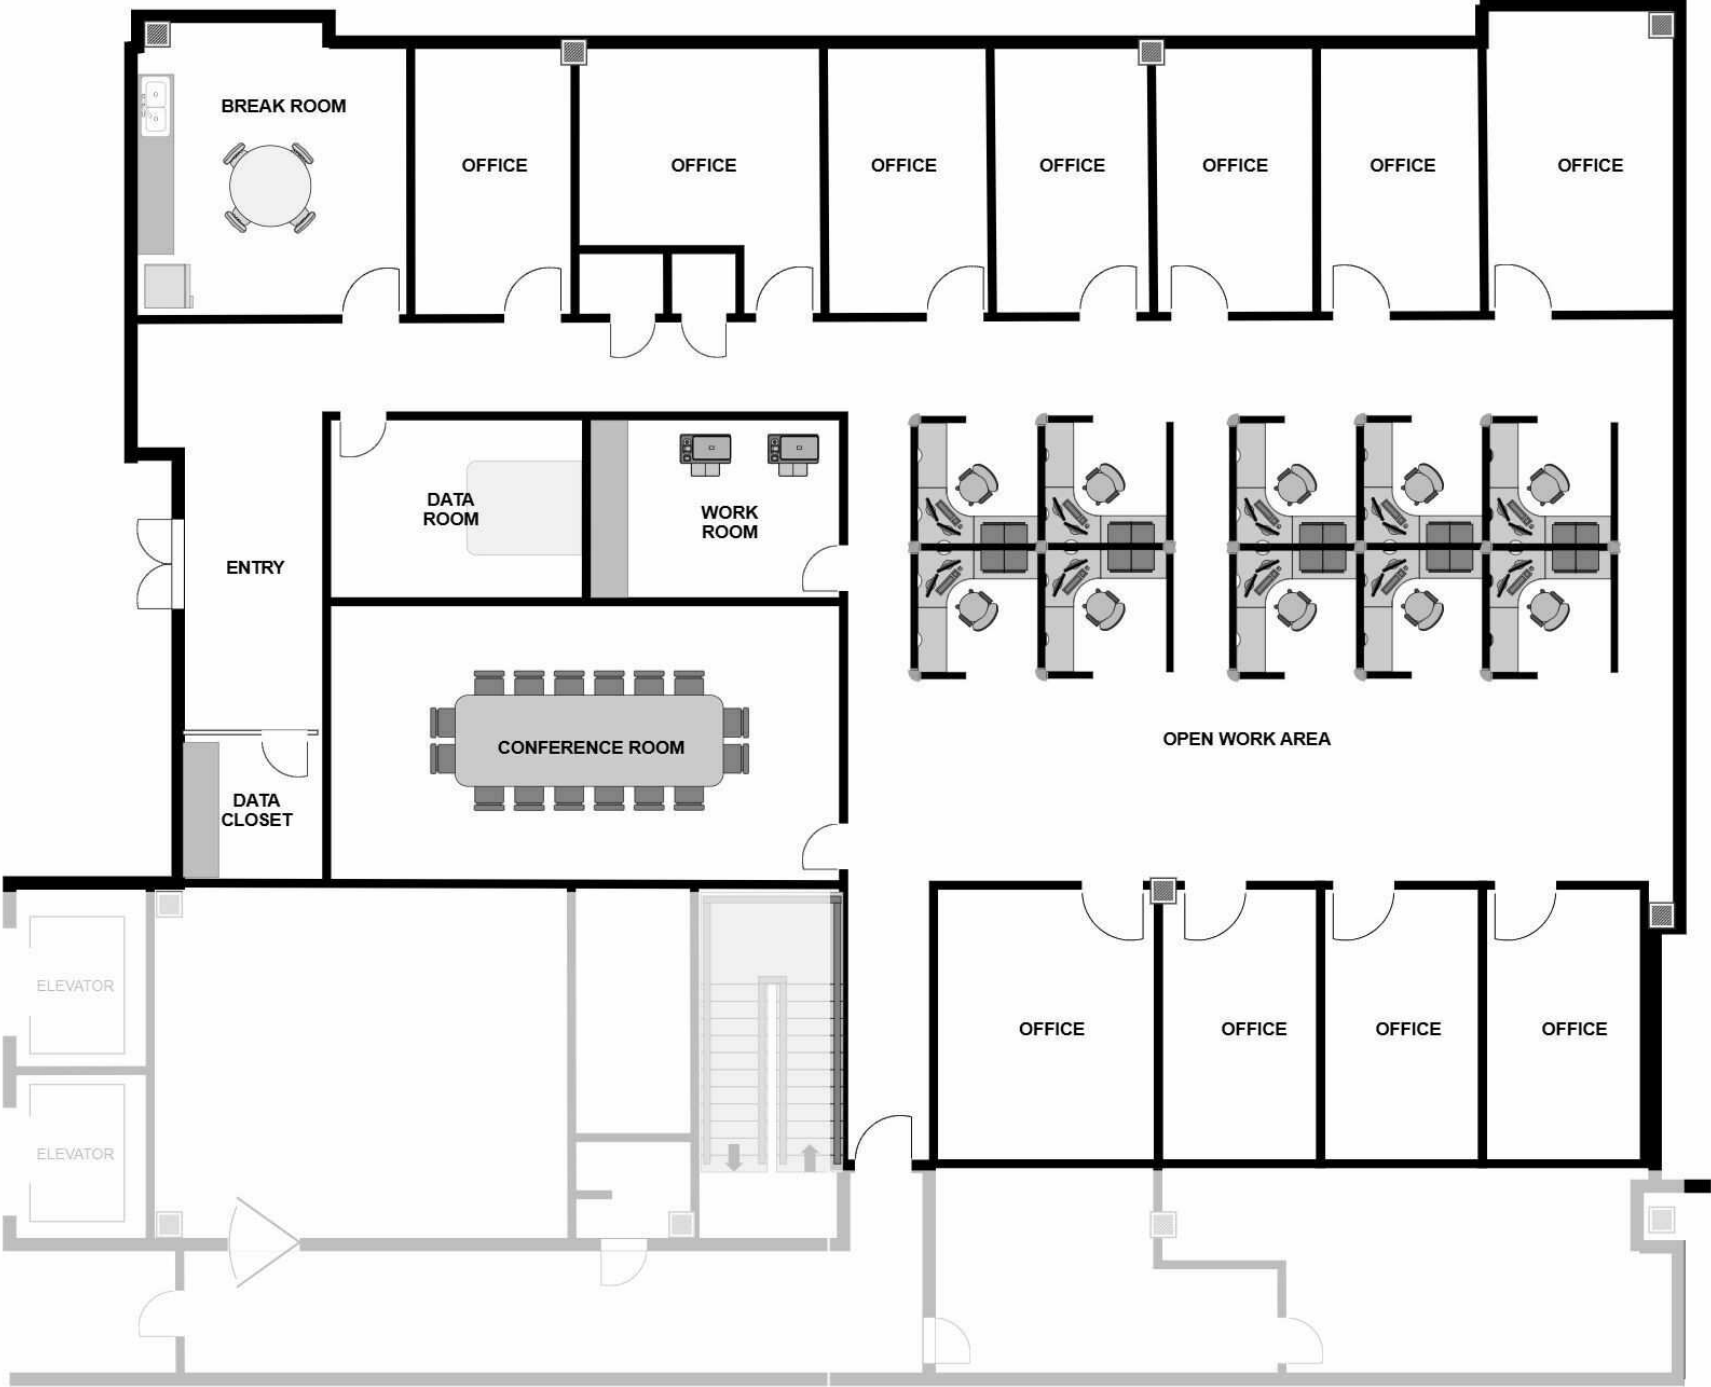 BREAK ROOM
OFFICE
OFFICE
OFFICE
OFFICE
OFFICE
OFFICE
OFFICE
DATA
ROOM
WORK
ROOM
ENTRY
CONFERENCE ROOM
OPEN WORK AREA
DATA
CLOSET
ELEVATOR
OFFICE
OFFICE
OFFICE
OFFICE
ELEVATOR